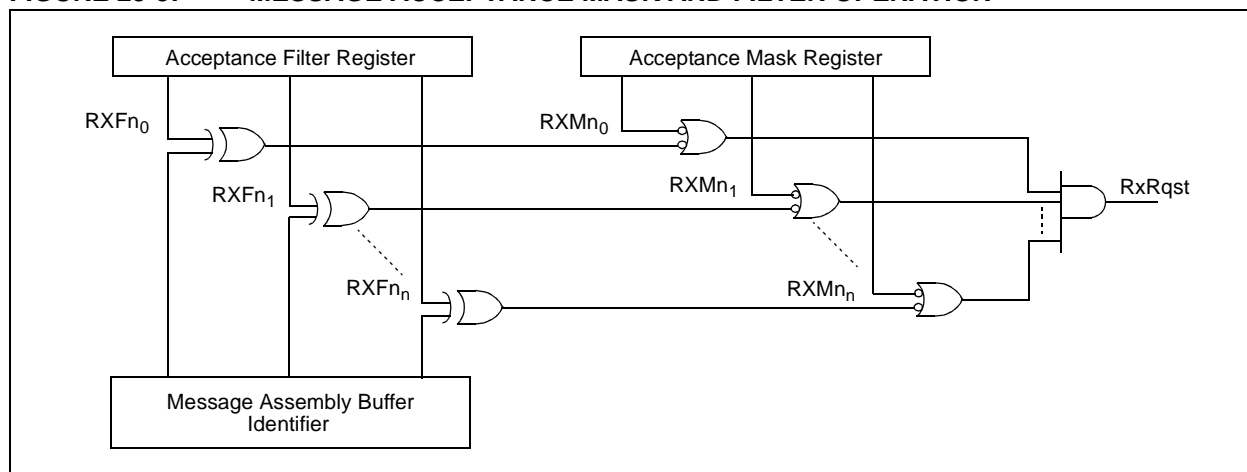 Acceptance Filter Register
Acceptance Mask Register
RXFn0
RXMn0
RXFn1
RXMn1
RxRqst
RXFnn
RXMnn
Message Assembly Buffer
Identifier